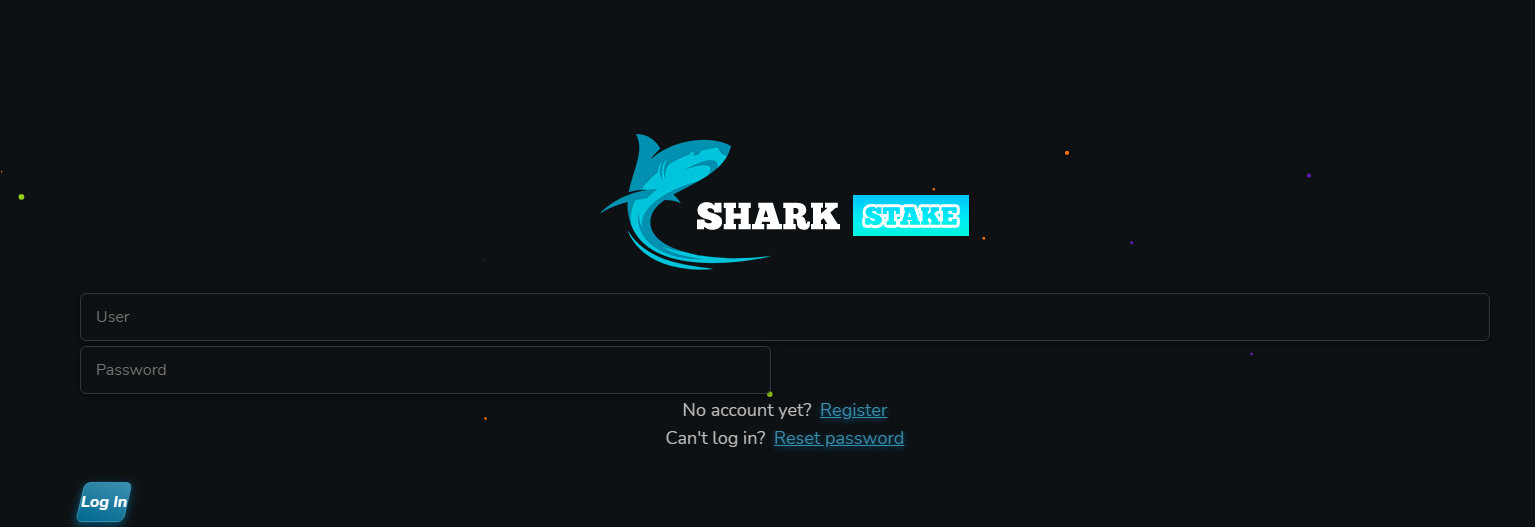 SHARK STAKE
User
Password
No account yet? Register
Can't log in? Reset password
Log In